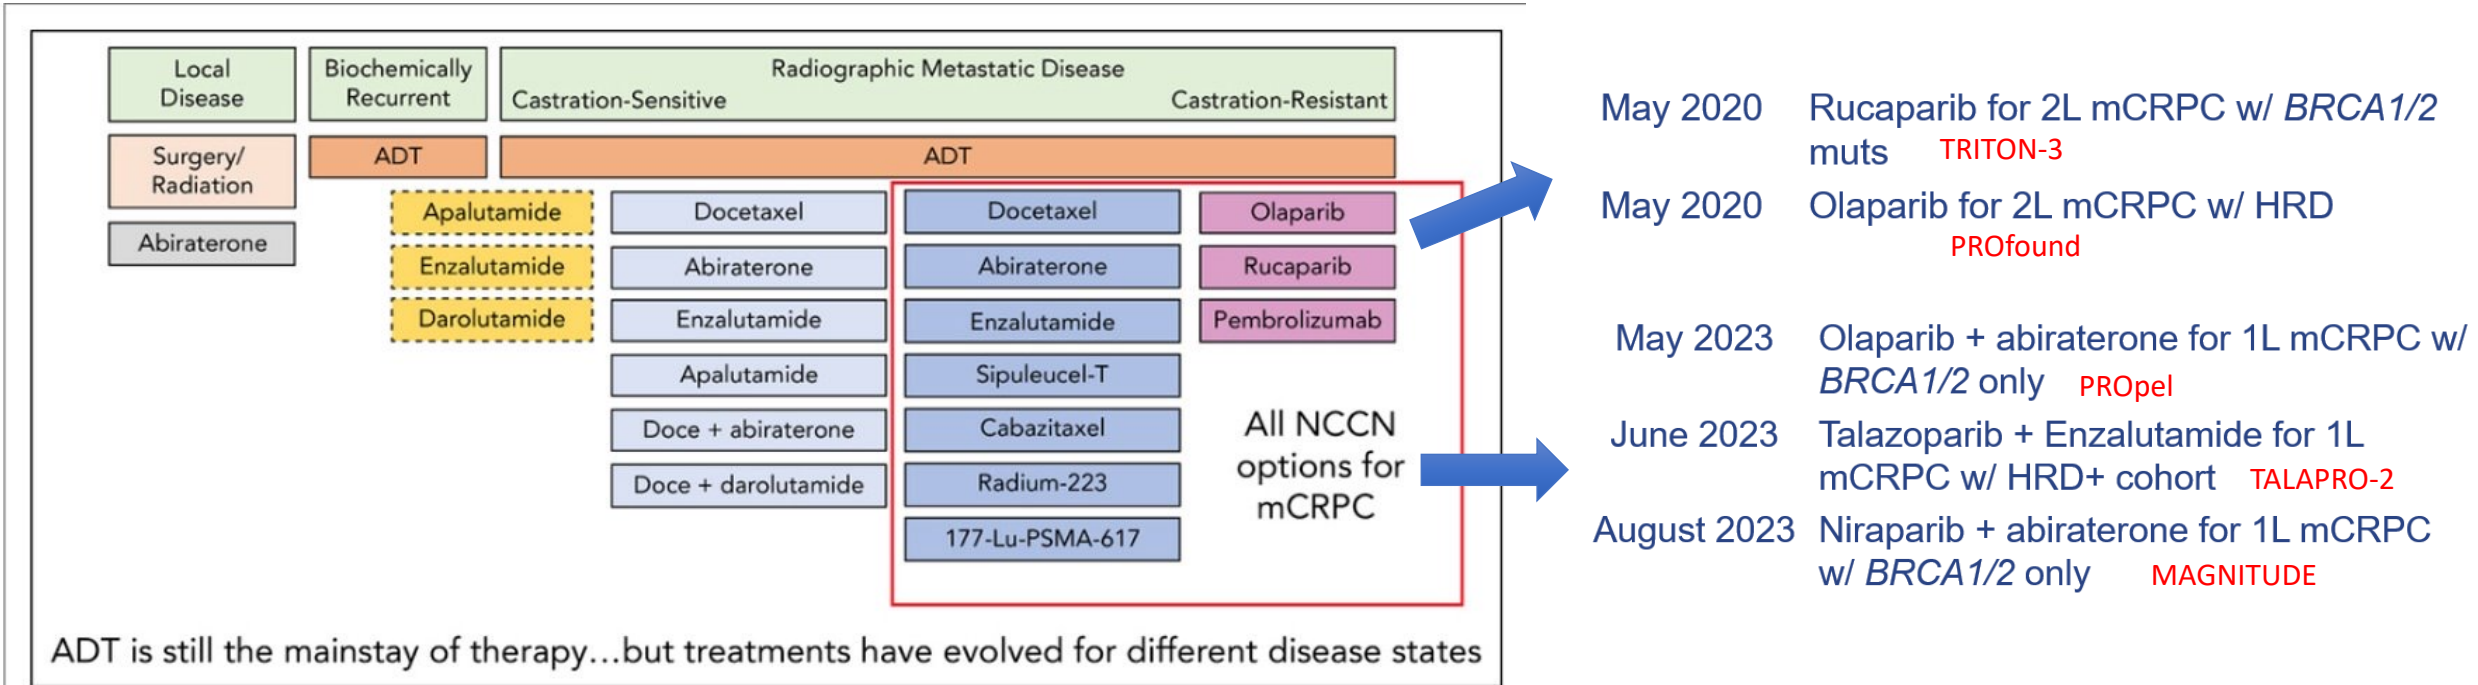 Local
Disease
Biochemically
Recurrent
Radiographic Metastatic Disease
Castration-Sensitive
Castration-Resistant
Surgery/
Radiation
ADT
ADT
Abiraterone
Apalutamide
Enzalutamide
Darolutamide
Docetaxel
Abiraterone
Enzalutamide
Apalutamide
Doce + abiraterone
Doce + darolutamide
Docetaxel
Abiraterone
Enzalutamide
Sipuleucel-T
Cabazitaxel
Radium-223
177-Lu-PSMA-617
Olaparib
Rucaparib
Pembrolizumab
All NCCN
options for
mCRPC
ADT is still the mainstay of therapy...but treatments have evolved for different disease states
May 2020 Rucaparib for 2L mCRPC w/ BRCA1/2
muts TRITON-3
May 2020 Olaparib for 2L mCRPC w/ HRD
PROfound
May 2023 Olaparib + abiraterone for 1L mCRPC w/
BRCA1/2 only PROpel
June 2023 Talazoparib + Enzalutamide for 1L
mCRPC w/ HRD+ cohort TALAPRO-2
August 2023 Niraparib + abiraterone for 1L mCRPC
w/ BRCA1/2 only MAGNITUDE